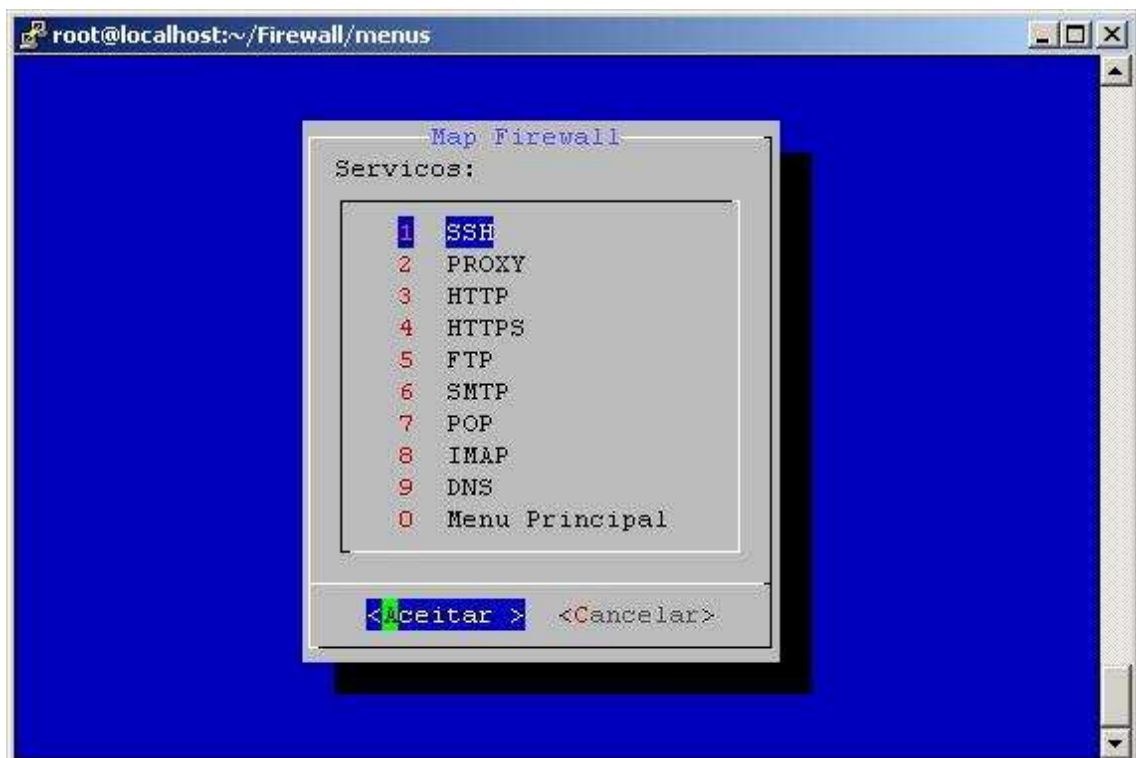 root@localhost:~/Firewall/menus
Map Firewall
Servicos:
1 SSH
2 PROXY
3 HTTP
4 HTTPS
5 FTP
6 SMTP
7 POP
8 IMAP
9 DNS
0 Menu Principal
<Aceitar > <Cancelar>